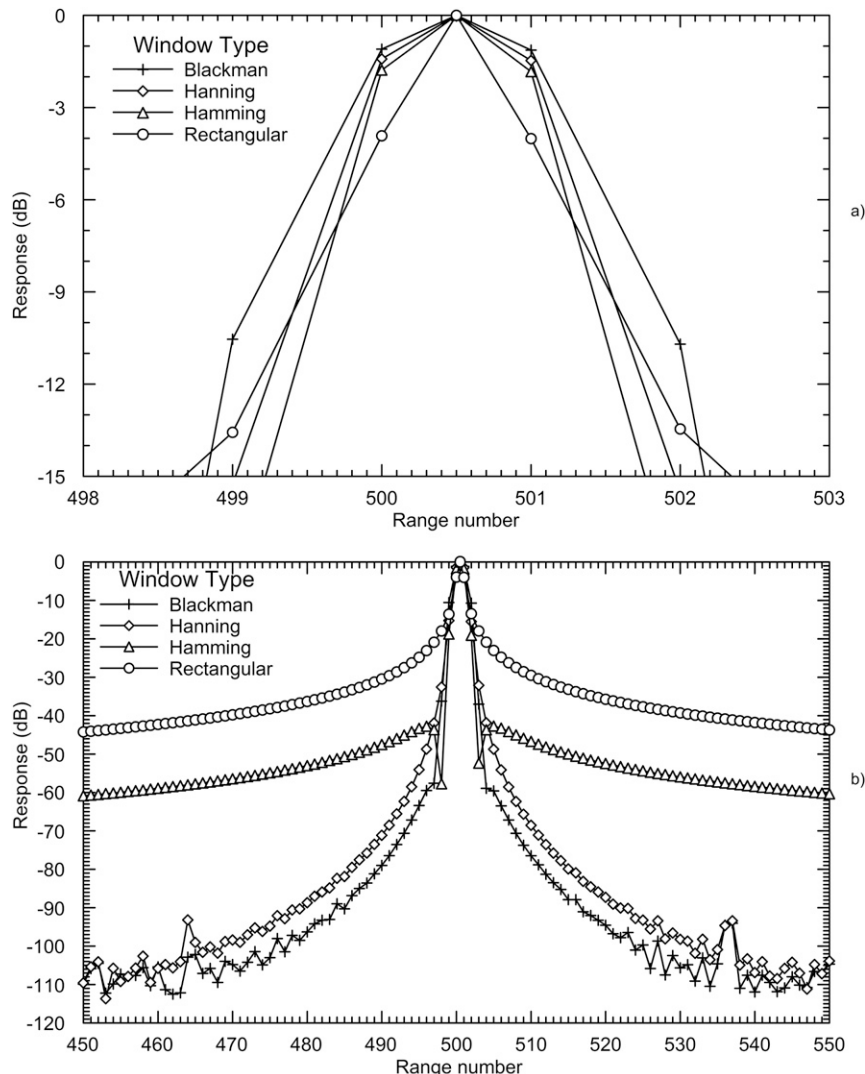 0
-3
-6
-9
-12
-15
Response (dB)
Window Type
Blackman
Hanning
Hamming
Rectangular
498
499
500
501
502
503
Range number
a)
0
-10
-20
-30
-40
-50
-60
-70
-80
-90
-100
-110
-120
Response (dB)
Window Type
Blackman
Hanning
Hamming
Rectangular
450
460
470
480
490
500
510
520
530
540
550
Range number
b)